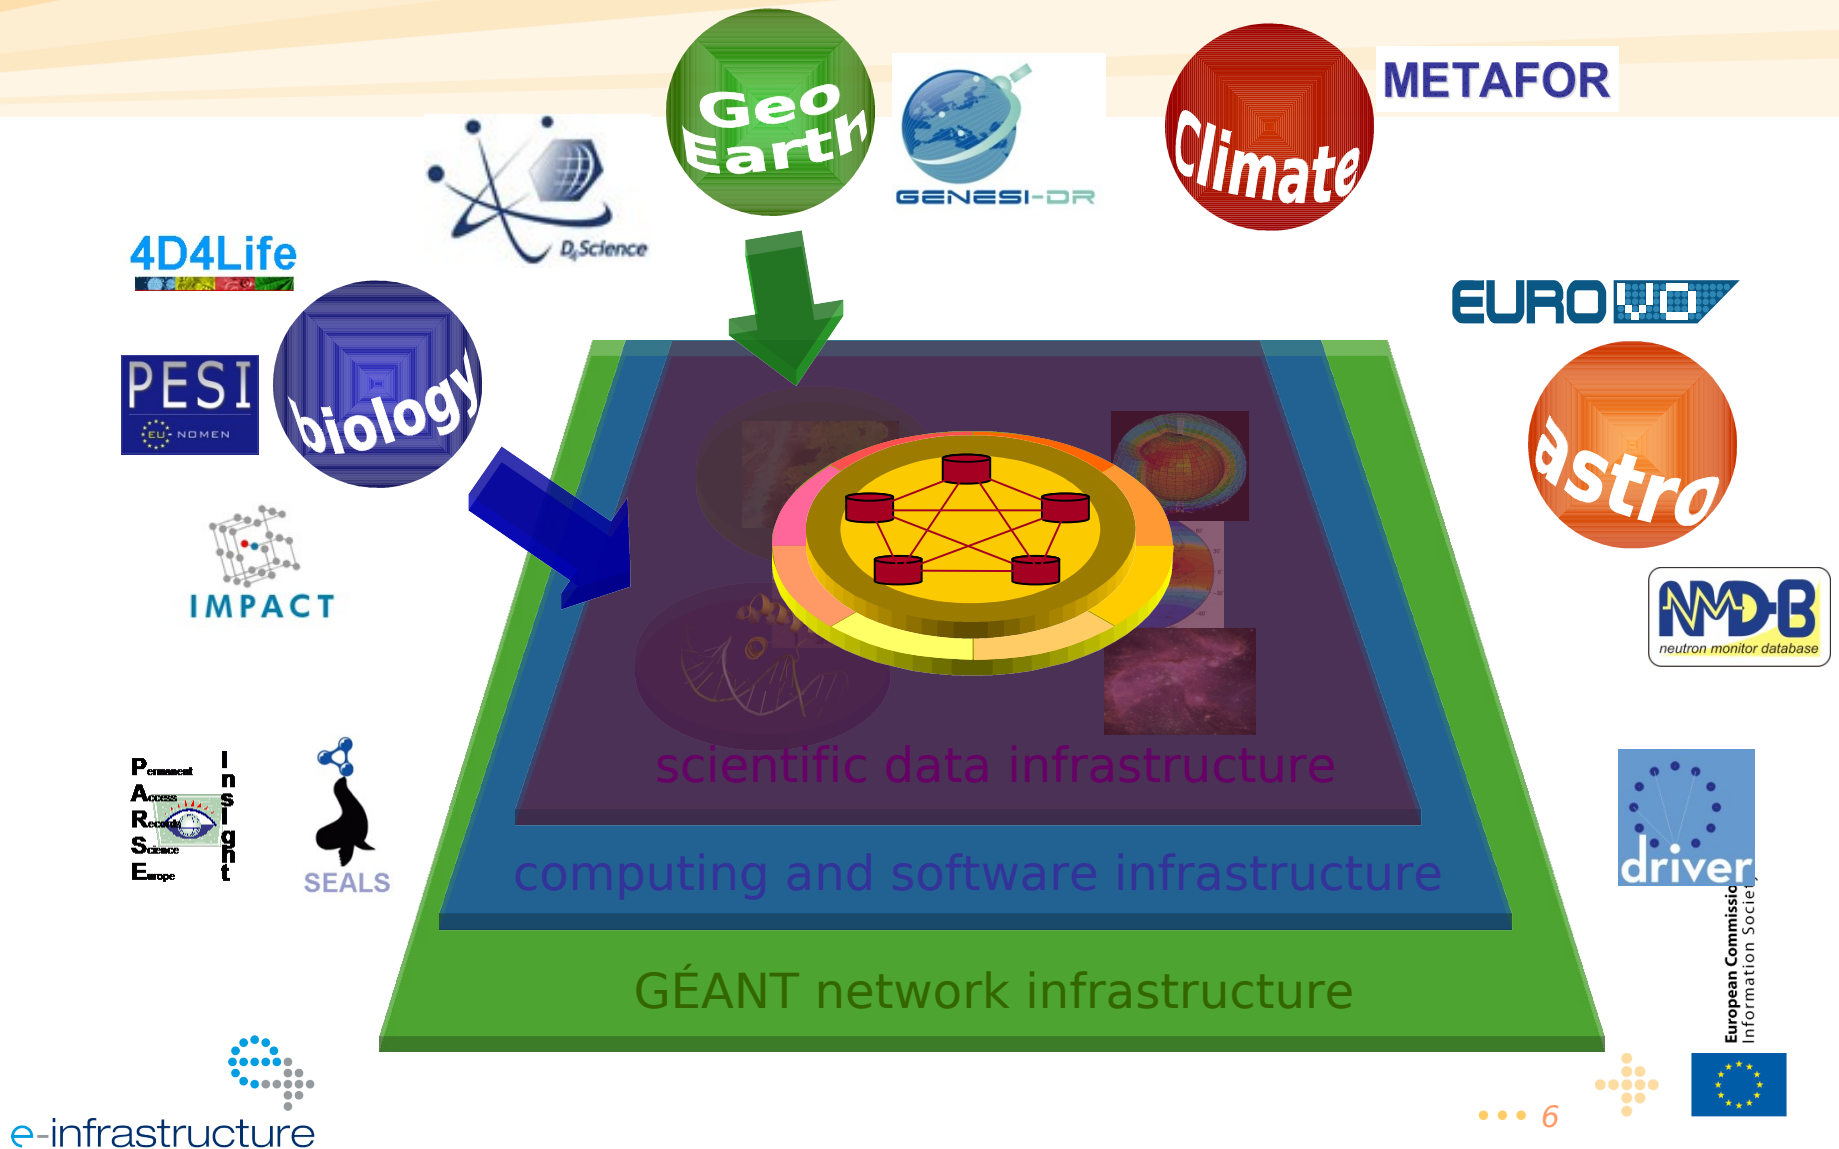 Geo
Earth
GENESI-DR
Climate
METAFOR
D4Science
4D4Life
biology
PESI
EU-NOMEN
EURO VO
astro
IMPACT
NMDB
neutron monitor database
Permanent
Access
Records
Science
Europe
Insight
SEALS
scientific data infrastructure
computing and software infrastructure
GÉANT network infrastructure
driver
European Commissio
Information Societ
e-infrastructure
6